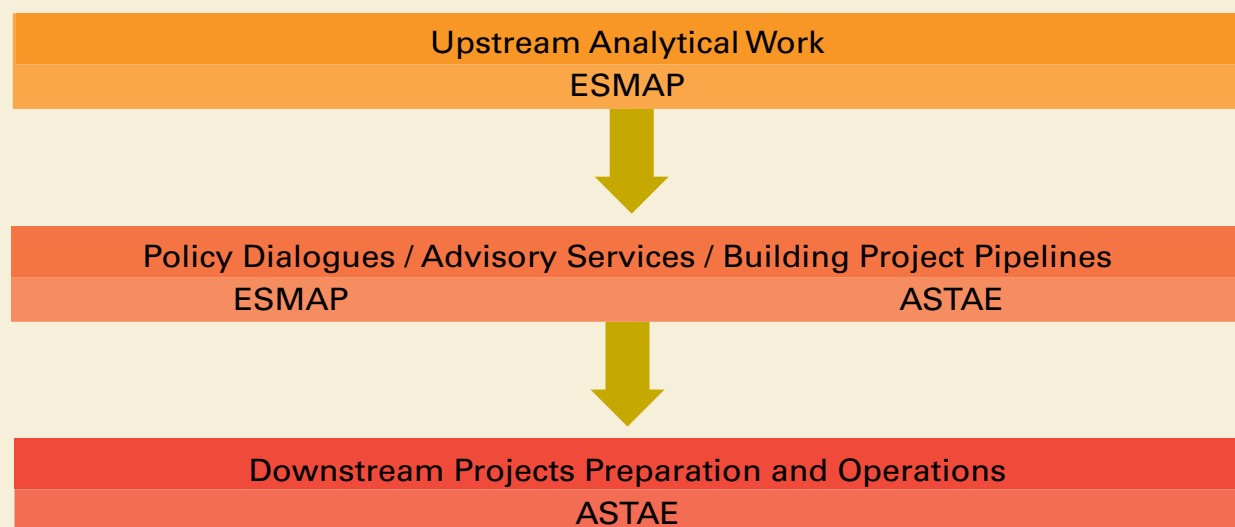 Upstream Analytical Work
ESMAP
Policy Dialogues / Advisory Services / Building Project Pipelines
ESMAP ASTAE
Downstream Projects Preparation and Operations
ASTAE